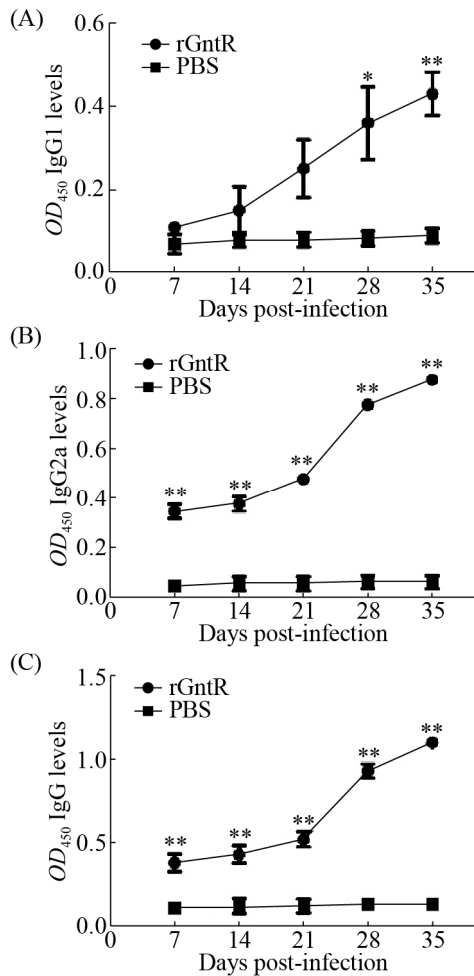 (A)
0.6
rGntR
PBS
* **
0.4
0.2
0.0
OD450 IgG1 levels
0 7 14 21 28 35
Days post-infection
(B)
1.0
rGntR
PBS
0.8
0.6
0.4
0.2
0.0
** ** ** ** **
OD450 IgG2a levels
0 7 14 21 28 35
Days post-infection
(C)
1.5
rGntR
PBS
1.0
0.5
0.0
** ** ** ** **
OD450 IgG levels
0 7 14 21 28 35
Days post-infection